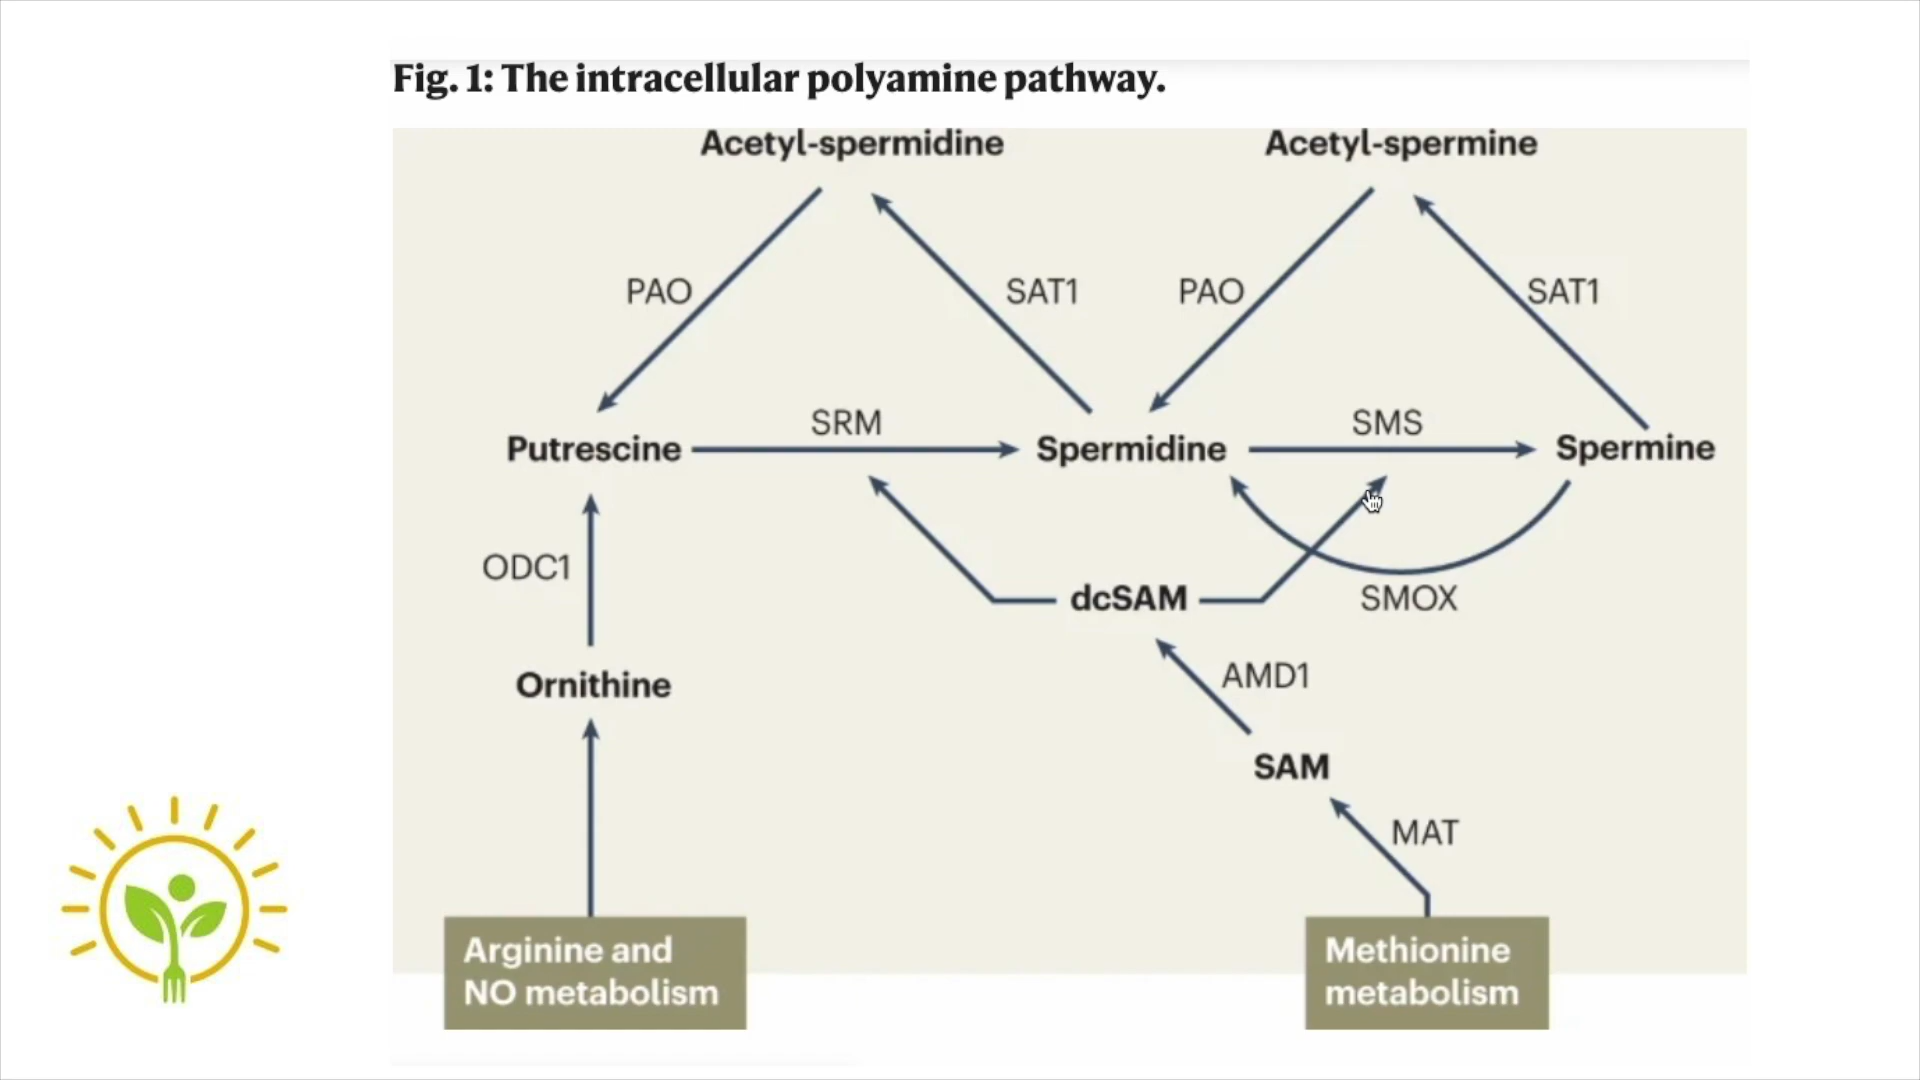 Fig. 1: The intracellular polyamine pathway.
Acetyl-spermidine
Acetyl-spermine
PAO
SAT1
PAO
SAT1
Putrescine
SRM
Spermidine
SMS
Spermine
ODC1
dcSAM
SMOX
Ornithine
AMD1
SAM
MAT
Arginine and
NO metabolism
Methionine
metabolism